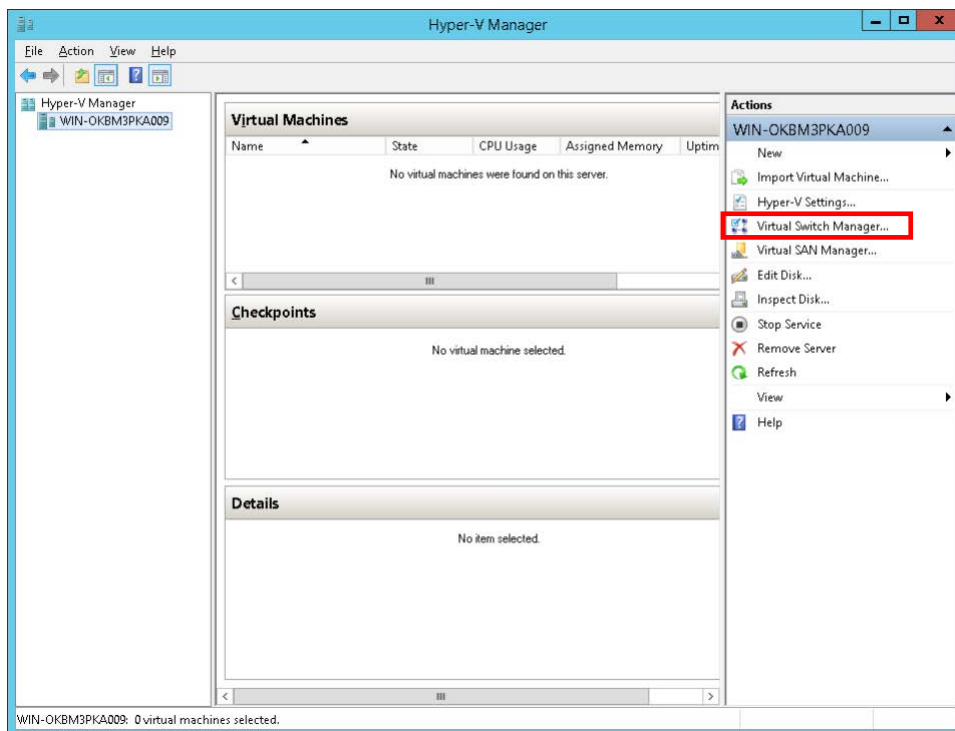 Hyper-V Manager
File Action View Help
Hyper-V Manager
WIN-OKBM3PKA009
Virtual Machines
Name State CPU Usage Assigned Memory Uptim
No virtual machines were found on this server.
Checkpoints
No virtual machine selected.
Details
No item selected.
Actions
WIN-OKBM3PKA009
New
Import Virtual Machine...
Hyper-V Settings...
Virtual Switch Manager...
Virtual SAN Manager...
Edit Disk...
Inspect Disk...
Stop Service
Remove Server
Refresh
View
Help
WIN-OKBM3PKA009: 0 virtual machines selected.